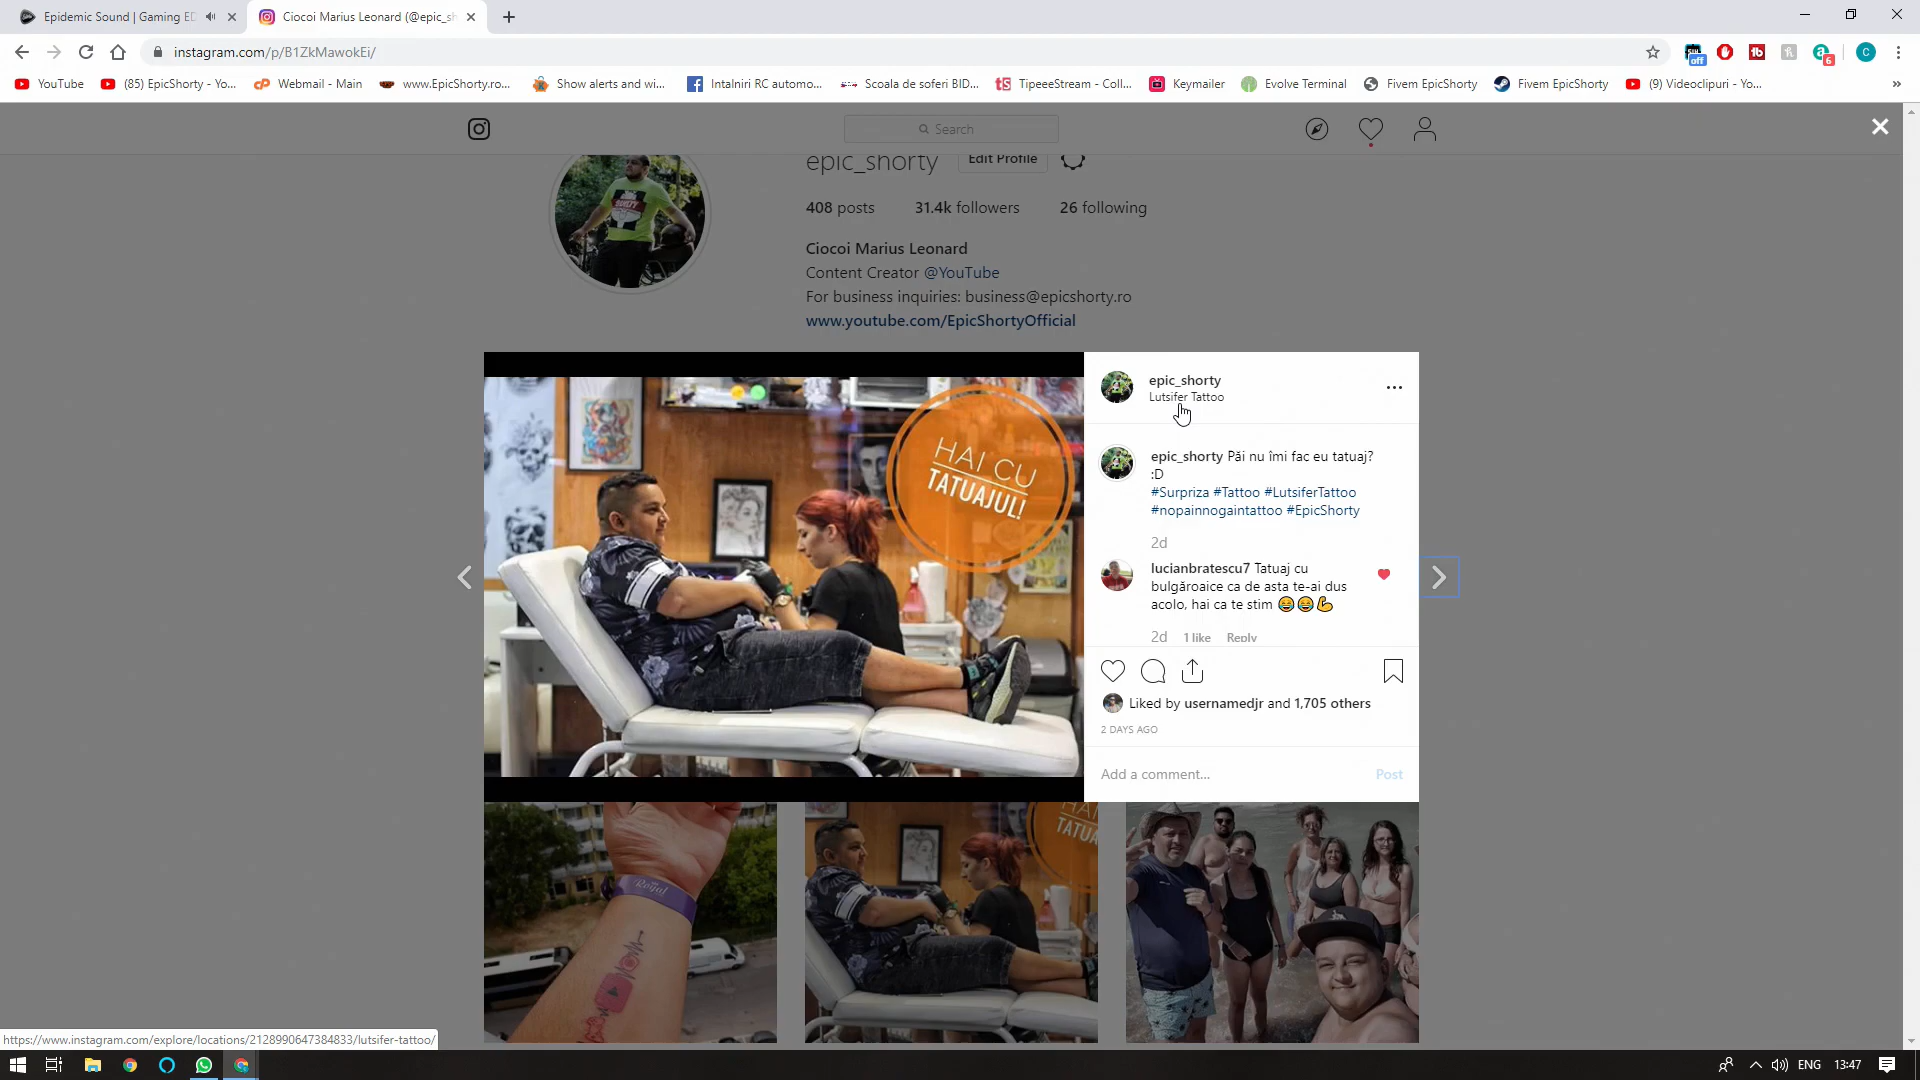 Epidemic Sound | Gaming ED
Ciocoi Marius Leonard (@epic_sh
instagram.com/p/B1ZkMawokEi/
off
6
C
YouTube
(85) EpicShorty - Yo...
Webmail - Main
www.EpicShorty.ro...
Show alerts and wi...
Intalniri RC automo...
Scoala de soferi BID...
TipeeeStream - Coll...
Keymailer
Evolve Terminal
Fivem EpicShorty
Fivem EpicShorty
(9) Videoclipuri - Yo...
Search
epic_shorty
Edit Profile
408 posts 31.4k followers 26 following
Ciocoi Marius Leonard
Content Creator @YouTube
For business inquiries: business@epicshorty.ro
www.youtube.com/EpicShortyOfficial
HAI CU
TATUAJUL!
epic_shorty
Lutsifer Tattoo
epic_shorty Păi nu îmi fac eu tatuaj?
:D
#Surpriza #Tattoo #LutsiferTattoo
#nopainnogaintattoo #EpicShorty
2d
lucianbratescu7 Tatuaj cu
bulgăroaice ca de asta te-ai dus
acolo, hai ca te stim 😂😂💪
2d 1 like Reply
Liked by usernamedjr and 1,705 others
2 DAYS AGO
Add a comment... Post
Royal
HA
TATUA
https://www.instagram.com/explore/locations/2128990647384833/lutsifer-tattoo/
ENG
13:47